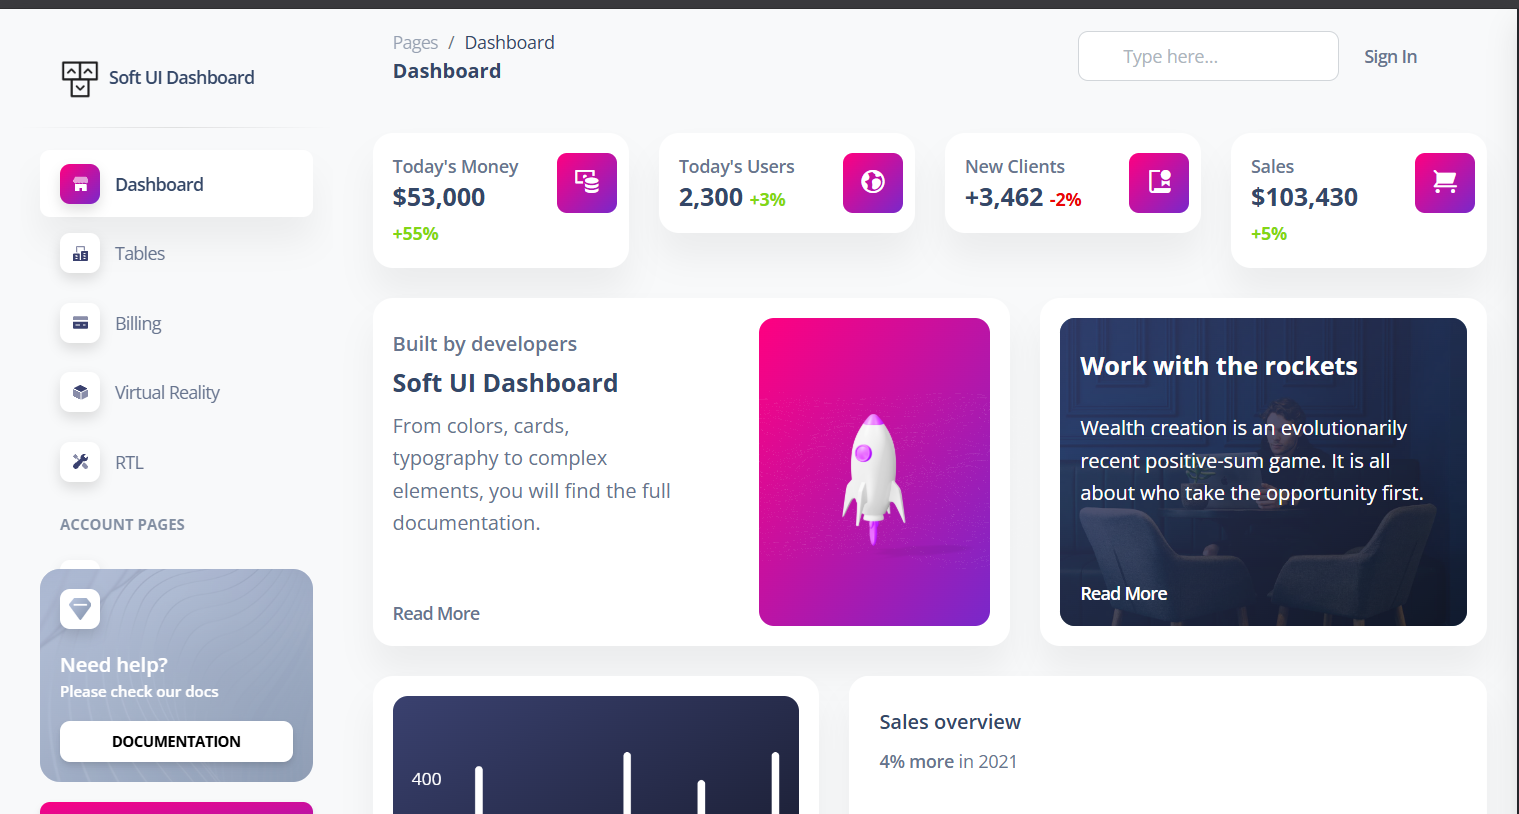 Soft UI Dashboard
Dashboard
Tables
Billing
Virtual Reality
RTL
ACCOUNT PAGES
Need help?
Please check our docs
DOCUMENTATION
Pages / Dashboard
Dashboard
Type here...
Sign In
Today's Money
$53,000
+55%
Today's Users
2,300 +3%
New Clients
+3,462 -2%
Sales
$103,430
+5%
Built by developers
Soft UI Dashboard
From colors, cards,
typography to complex
elements, you will find the full
documentation.
Read More
Work with the rockets
Wealth creation is an evolutionarily
recent positive-sum game. It is all
about who take the opportunity first.
Read More
400
Sales overview
4% more in 2021